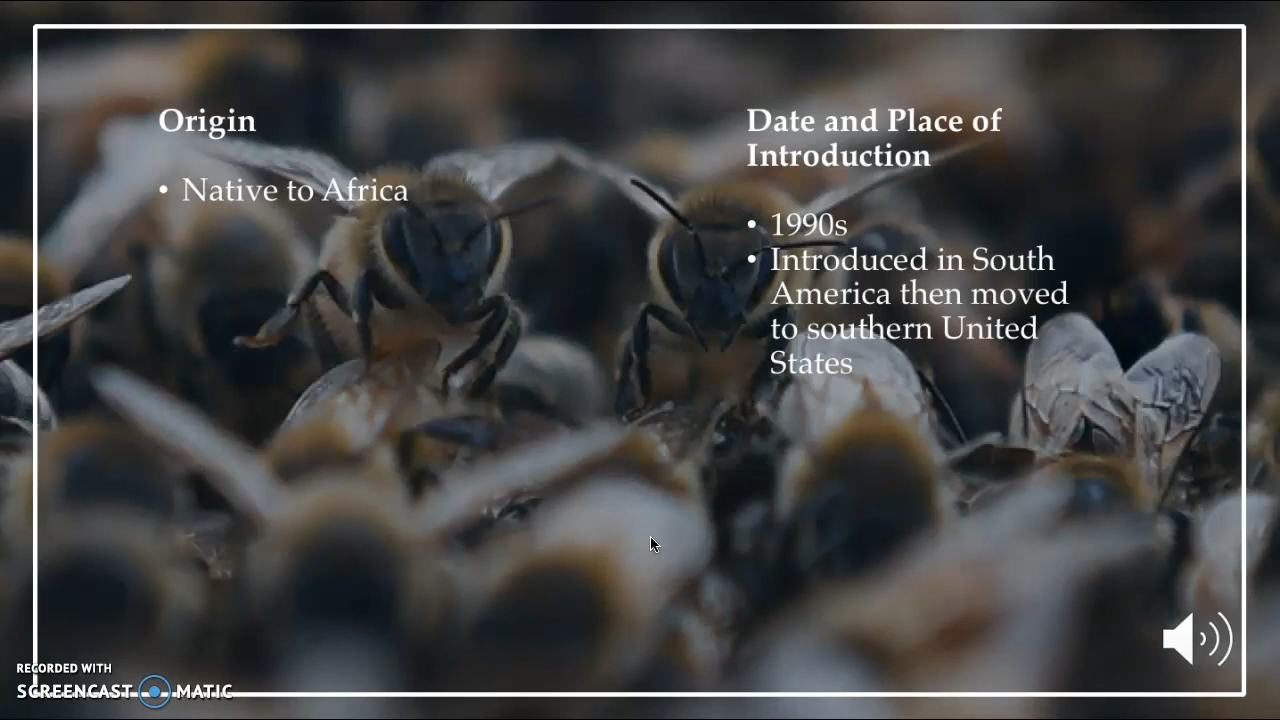 Origin
• Native to Africa
Date and Place of
Introduction
• 1990s
• Introduced in South
America then moved
to southern United
States
RECORDED WITH
SCREENCAST MATIC